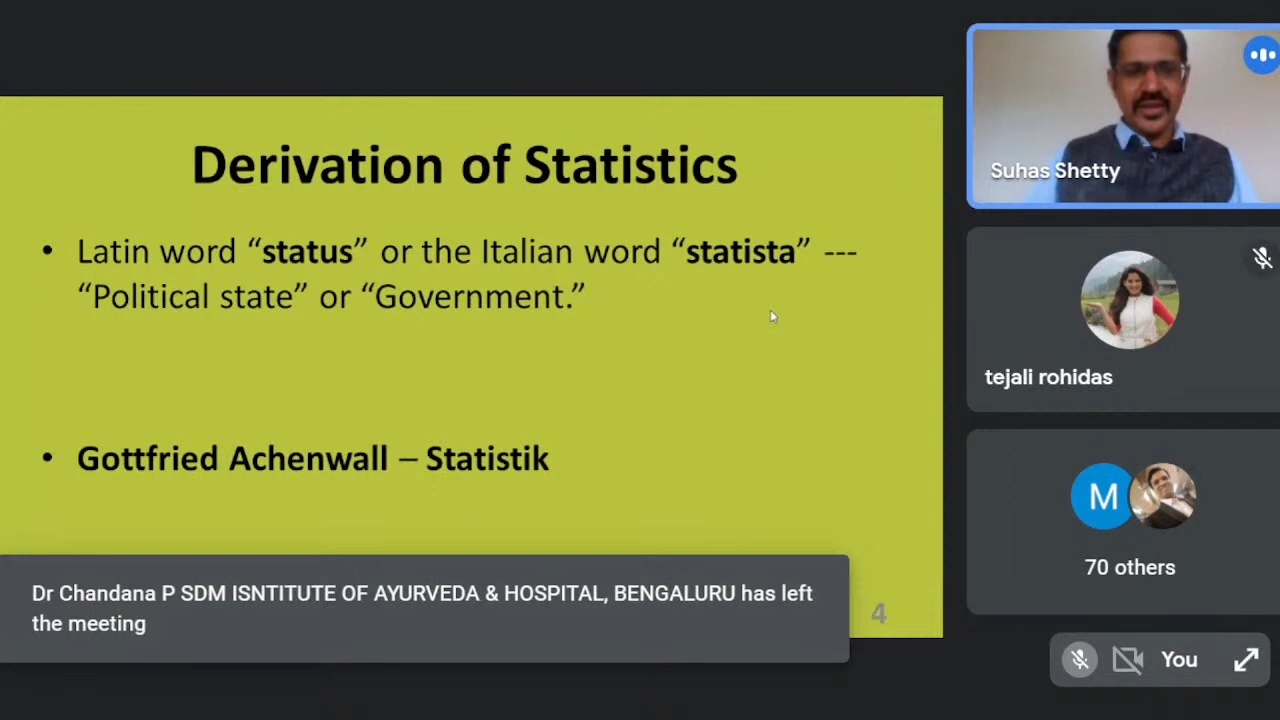 Derivation of Statistics
• Latin word “status” or the Italian word “statista” ---
“Political state” or “Government.”
• Gottfried Achenwall – Statistik
4
Dr Chandana P SDM ISNTITUTE OF AYURVEDA & HOSPITAL, BENGALURU has left
the meeting
Suhas Shetty
tejali rohidas
M
70 others
You